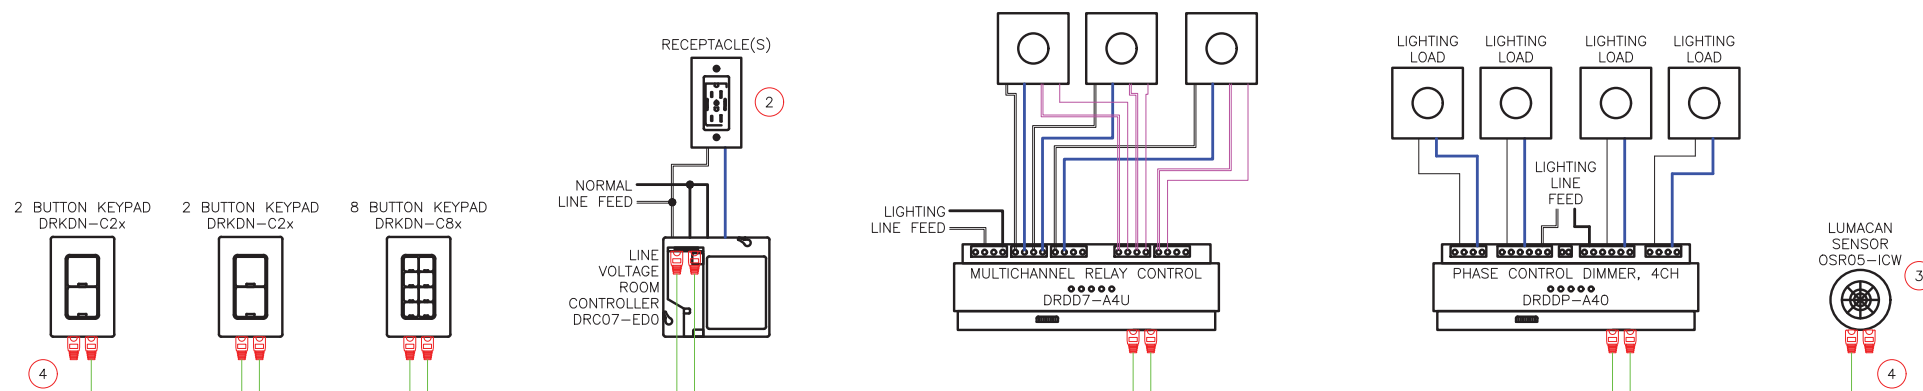 2 BUTTON KEYPAD
DRKDN-C2x
4
2 BUTTON KEYPAD
DRKDN-C2x
8 BUTTON KEYPAD
DRKDN-C8x
RECEPTACLE(S)
2
NORMAL
LINE FEED
LINE
VOLTAGE
ROOM
CONTROLLER
DRC07-ED0
LIGHTING
LINE FEED
MULTICHANNEL RELAY CONTROL
DRDD7-A4U
LIGHTING
LOAD
LIGHTING
LOAD
LIGHTING
LOAD
LIGHTING
LOAD
LIGHTING
LINE
FEED
PHASE CONTROL DIMMER, 4CH
DRDDP-A40
LUMACAN
SENSOR
OSR05-ICW
3
4